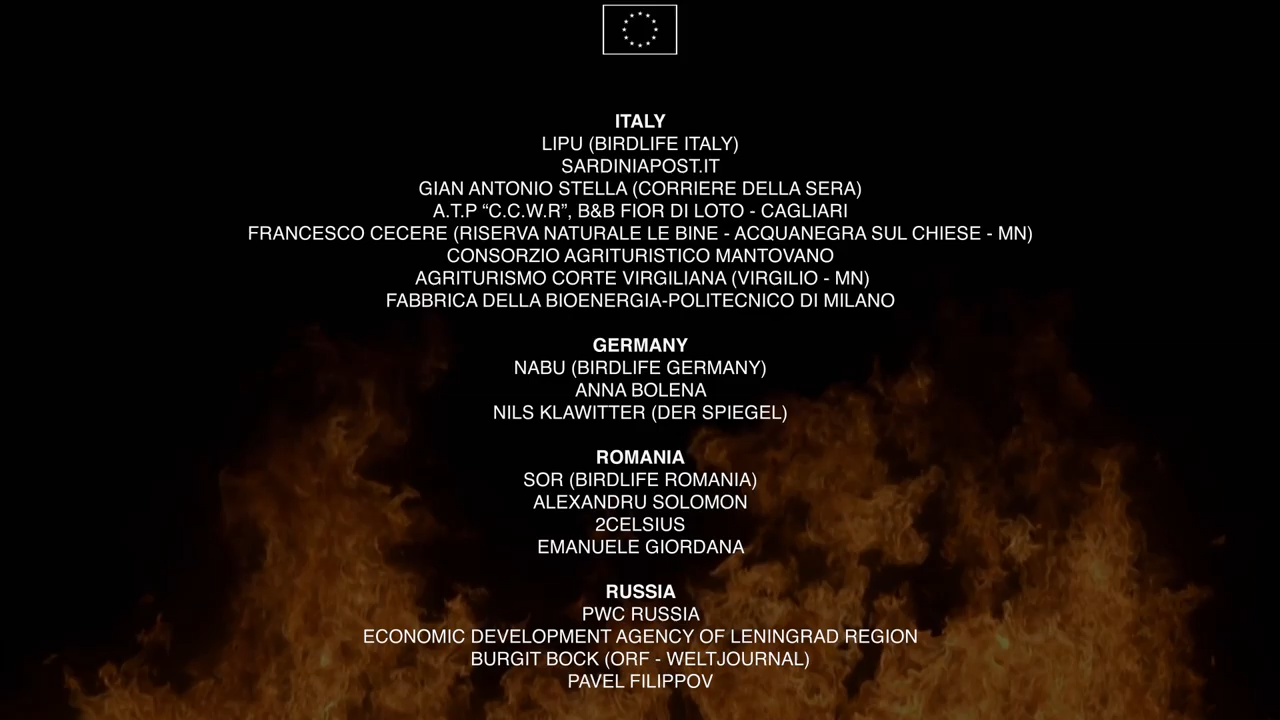 ITALY
LIPU (BIRDLIFE ITALY)
SARDINIAPOST.IT
GIAN ANTONIO STELLA (CORRIERE DELLA SERA)
A.T.P “C.C.W.R”, B&B FIOR DI LOTO - CAGLIARI
FRANCESCO CECERE (RISERVA NATURALE LE BINE - ACQUANEGRA SUL CHIESE - MN)
CONSORZIO AGRITURISTICO MANTOVANO
AGRITURISMO CORTE VIRGILIANA (VIRGILIO - MN)
FABBRICA DELLA BIOENERGIA-POLITECNICO DI MILANO
GERMANY
NABU (BIRDLIFE GERMANY)
ANNA BOLENA
NILS KLAWITTER (DER SPIEGEL)
ROMANIA
SOR (BIRDLIFE ROMANIA)
ALEXANDRU SOLOMON
2CELSIUS
EMANUELE GIORDANA
RUSSIA
PWC RUSSIA
ECONOMIC DEVELOPMENT AGENCY OF LENINGRAD REGION
BURGIT BOCK (ORF - WELTJOURNAL)
PAVEL FILIPPOV